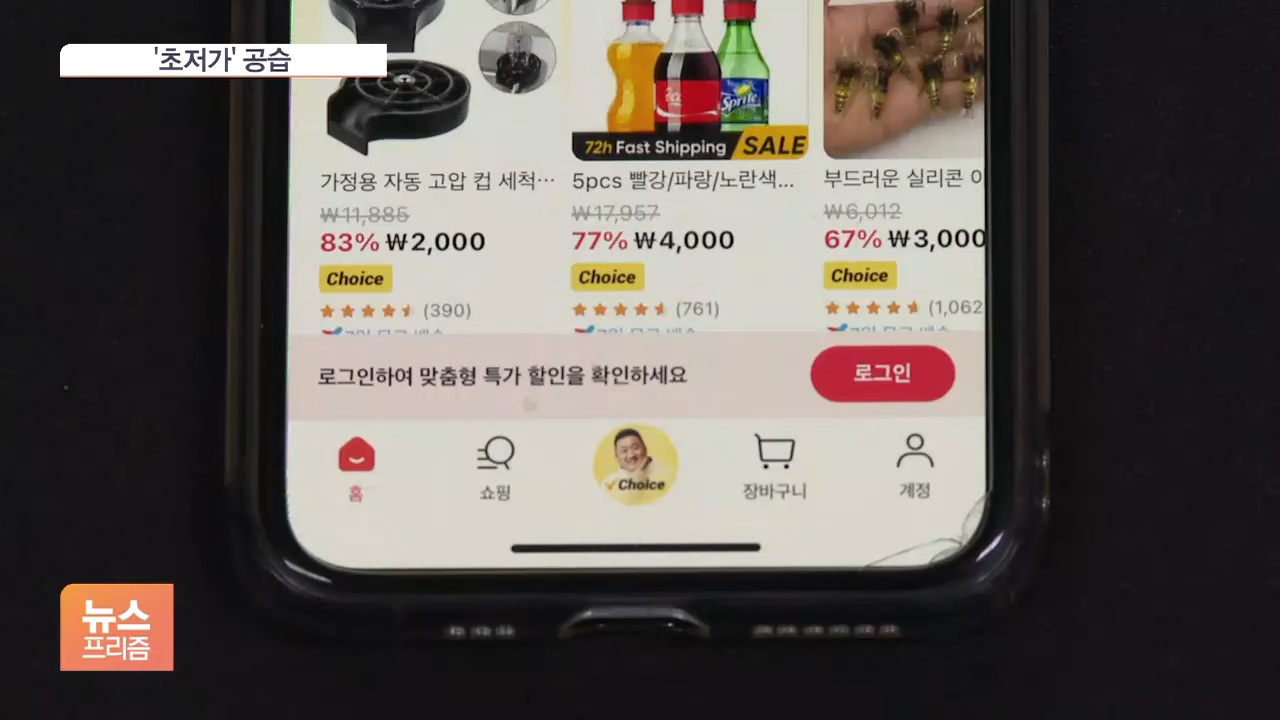 '초저가' 공습
Sprite
72h Fast Shipping SALE
가정용 자동 고압 컵 세척…
5pcs 빨강/파랑/노란색...
부드러운 실리콘
₩11,885
₩17,957
₩6,012
83% ₩2,000
77% ₩4,000
67% ₩3,000
Choice
Choice
Choice
(390)
(761)
(1,062
로그인하여 맞춤형 특가 할인을 확인하세요
로그인
Choice
홈
쇼핑
장바구니
계정
뉴스
프리즘